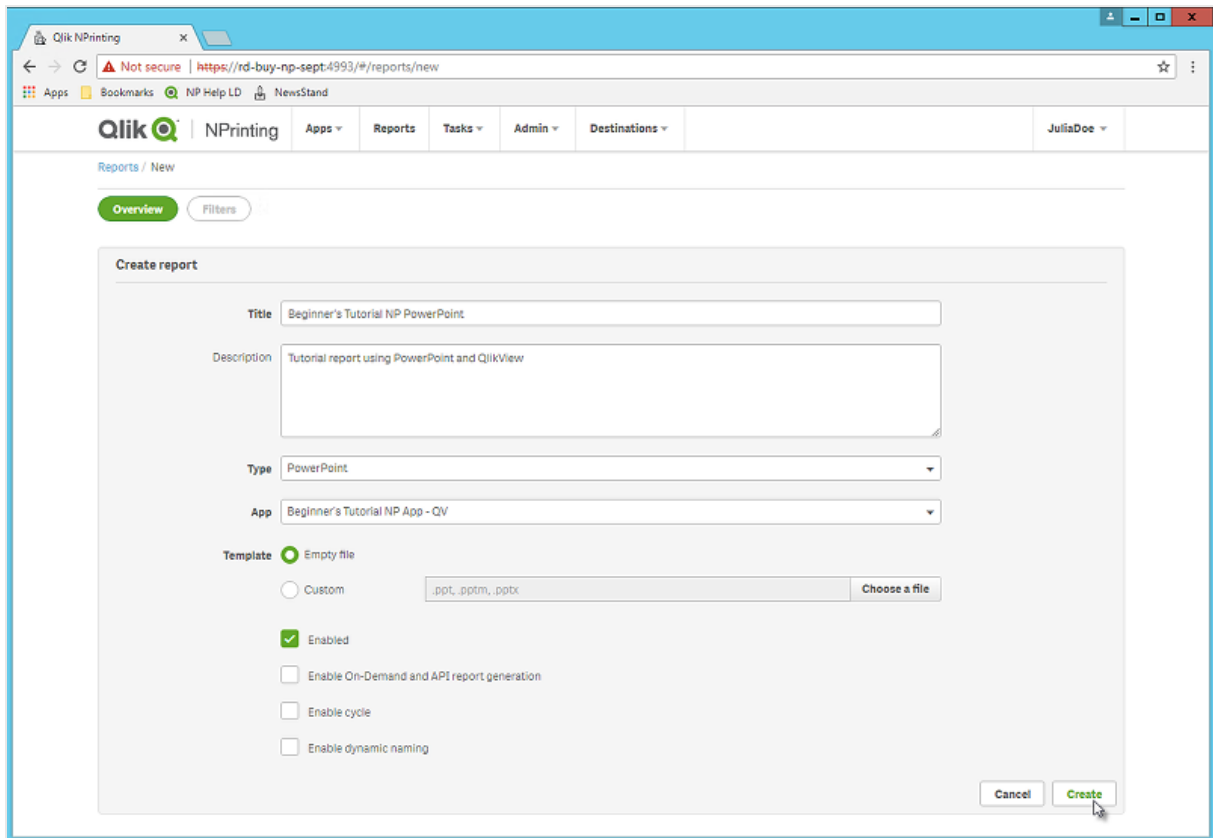 Qlik NPrinting
Not secure | https://rd-buy-np-sept:4993/#/reports/new
Apps Bookmarks NP Help LD NewsStand
Qlik NPrinting Apps Reports Tasks Admin Destinations JuliaDoe
Reports / New
Overview Filters
Create report
Title Beginner's Tutorial NP PowerPoint
Description Tutorial report using PowerPoint and QlikView
Type PowerPoint
App Beginner's Tutorial NP App - QV
Template Empty file
Custom .ppt, .pptm, .pptx Choose a file
Enabled
Enable On-Demand and API report generation
Enable cycle
Enable dynamic naming
Cancel Create